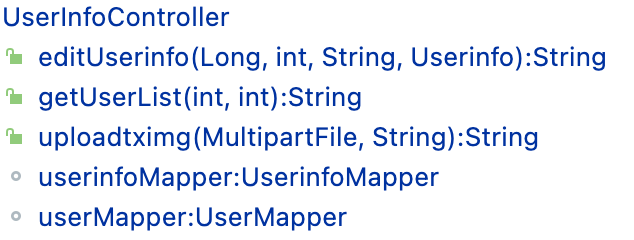 UserInfoController
editUserinfo(Long, int, String, Userinfo):String
getUserList(int, int):String
uploadtximg(MultipartFile, String):String
userinfoMapper:UserinfoMapper
userMapper:UserMapper